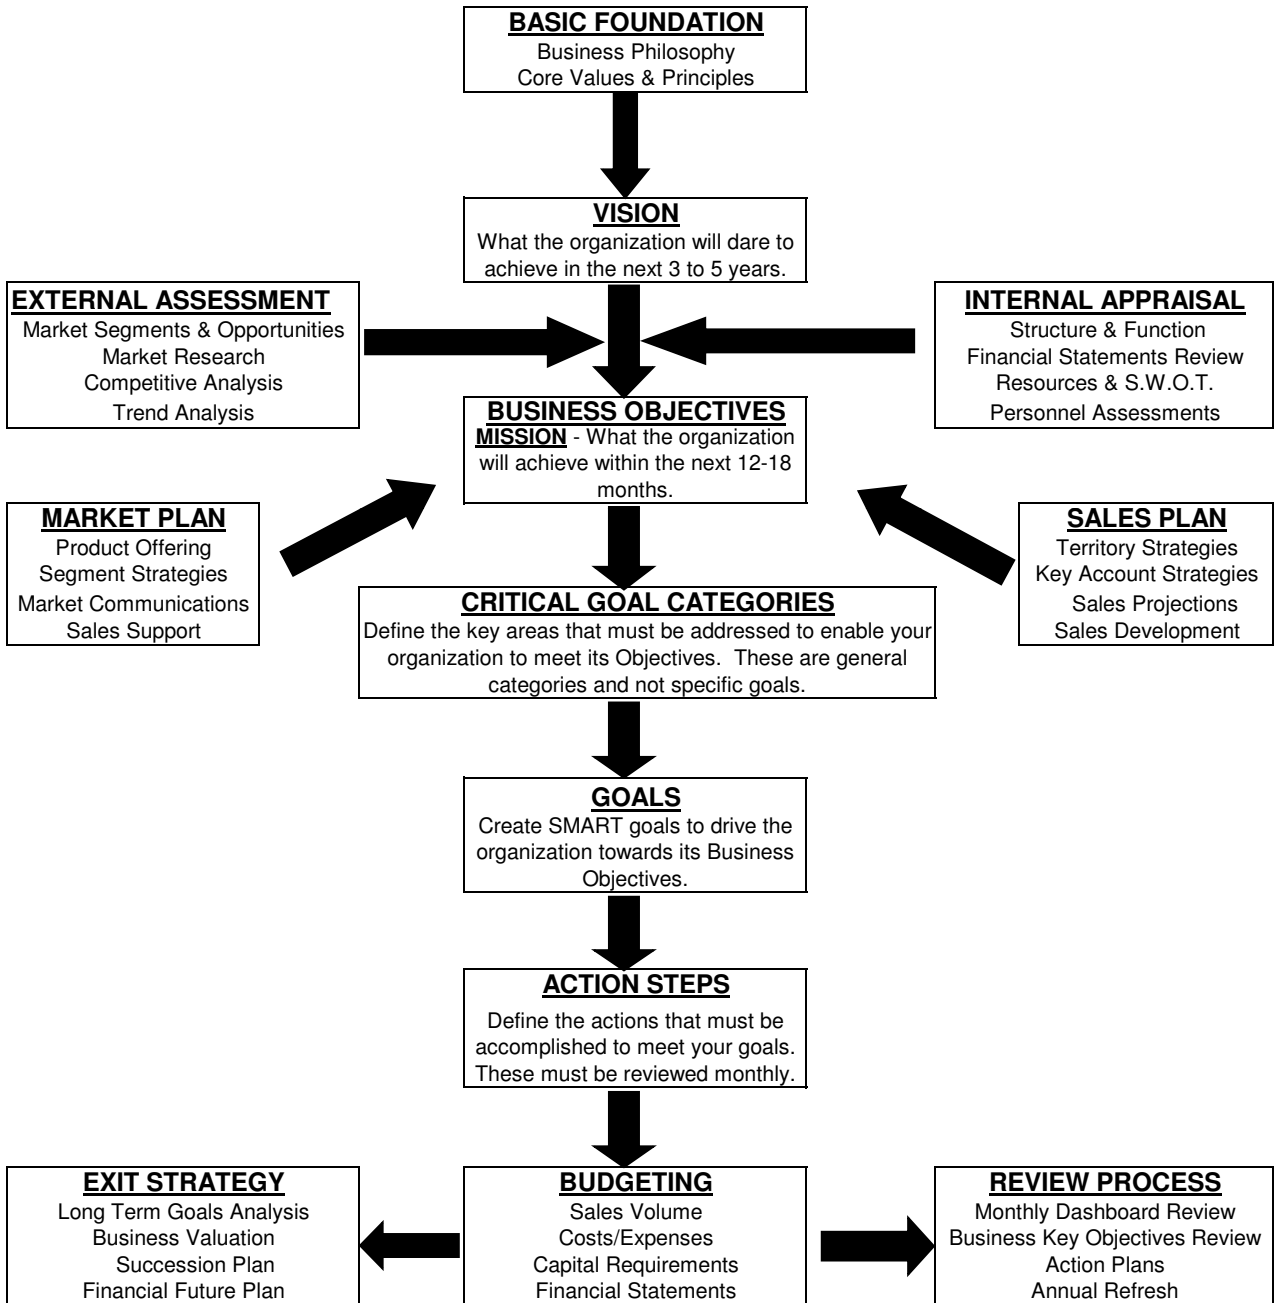 BASIC FOUNDATION
Business Philosophy
Core Values & Principles
VISION
What the organization will dare to
achieve in the next 3 to 5 years.
EXTERNAL ASSESSMENT
Market Segments & Opportunities
Market Research
Competitive Analysis
Trend Analysis
INTERNAL APPRAISAL
Structure & Function
Financial Statements Review
Resources & S.W.O.T.
Personnel Assessments
BUSINESS OBJECTIVES
MISSION - What the organization
will achieve within the next 12-18
months.
MARKET PLAN
Product Offering
Segment Strategies
Market Communications
Sales Support
SALES PLAN
Territory Strategies
Key Account Strategies
Sales Projections
Sales Development
CRITICAL GOAL CATEGORIES
Define the key areas that must be addressed to enable your
organization to meet its Objectives.  These are general
categories and not specific goals.
GOALS
Create SMART goals to drive the
organization towards its Business
Objectives.
ACTION STEPS
Define the actions that must be
accomplished to meet your goals.
These must be reviewed monthly.
EXIT STRATEGY
Long Term Goals Analysis
Business Valuation
Succession Plan
Financial Future Plan
BUDGETING
Sales Volume
Costs/Expenses
Capital Requirements
Financial Statements
REVIEW PROCESS
Monthly Dashboard Review
Business Key Objectives Review
Action Plans
Annual Refresh